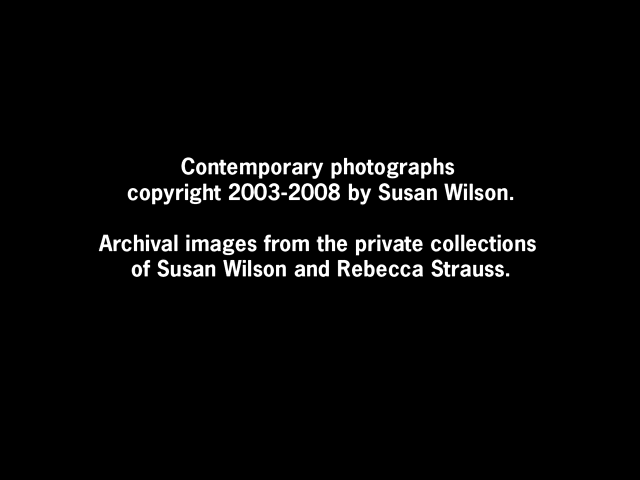 Contemporary photographs
copyright 2003-2008 by Susan Wilson.
Archival images from the private collections
of Susan Wilson and Rebecca Strauss.